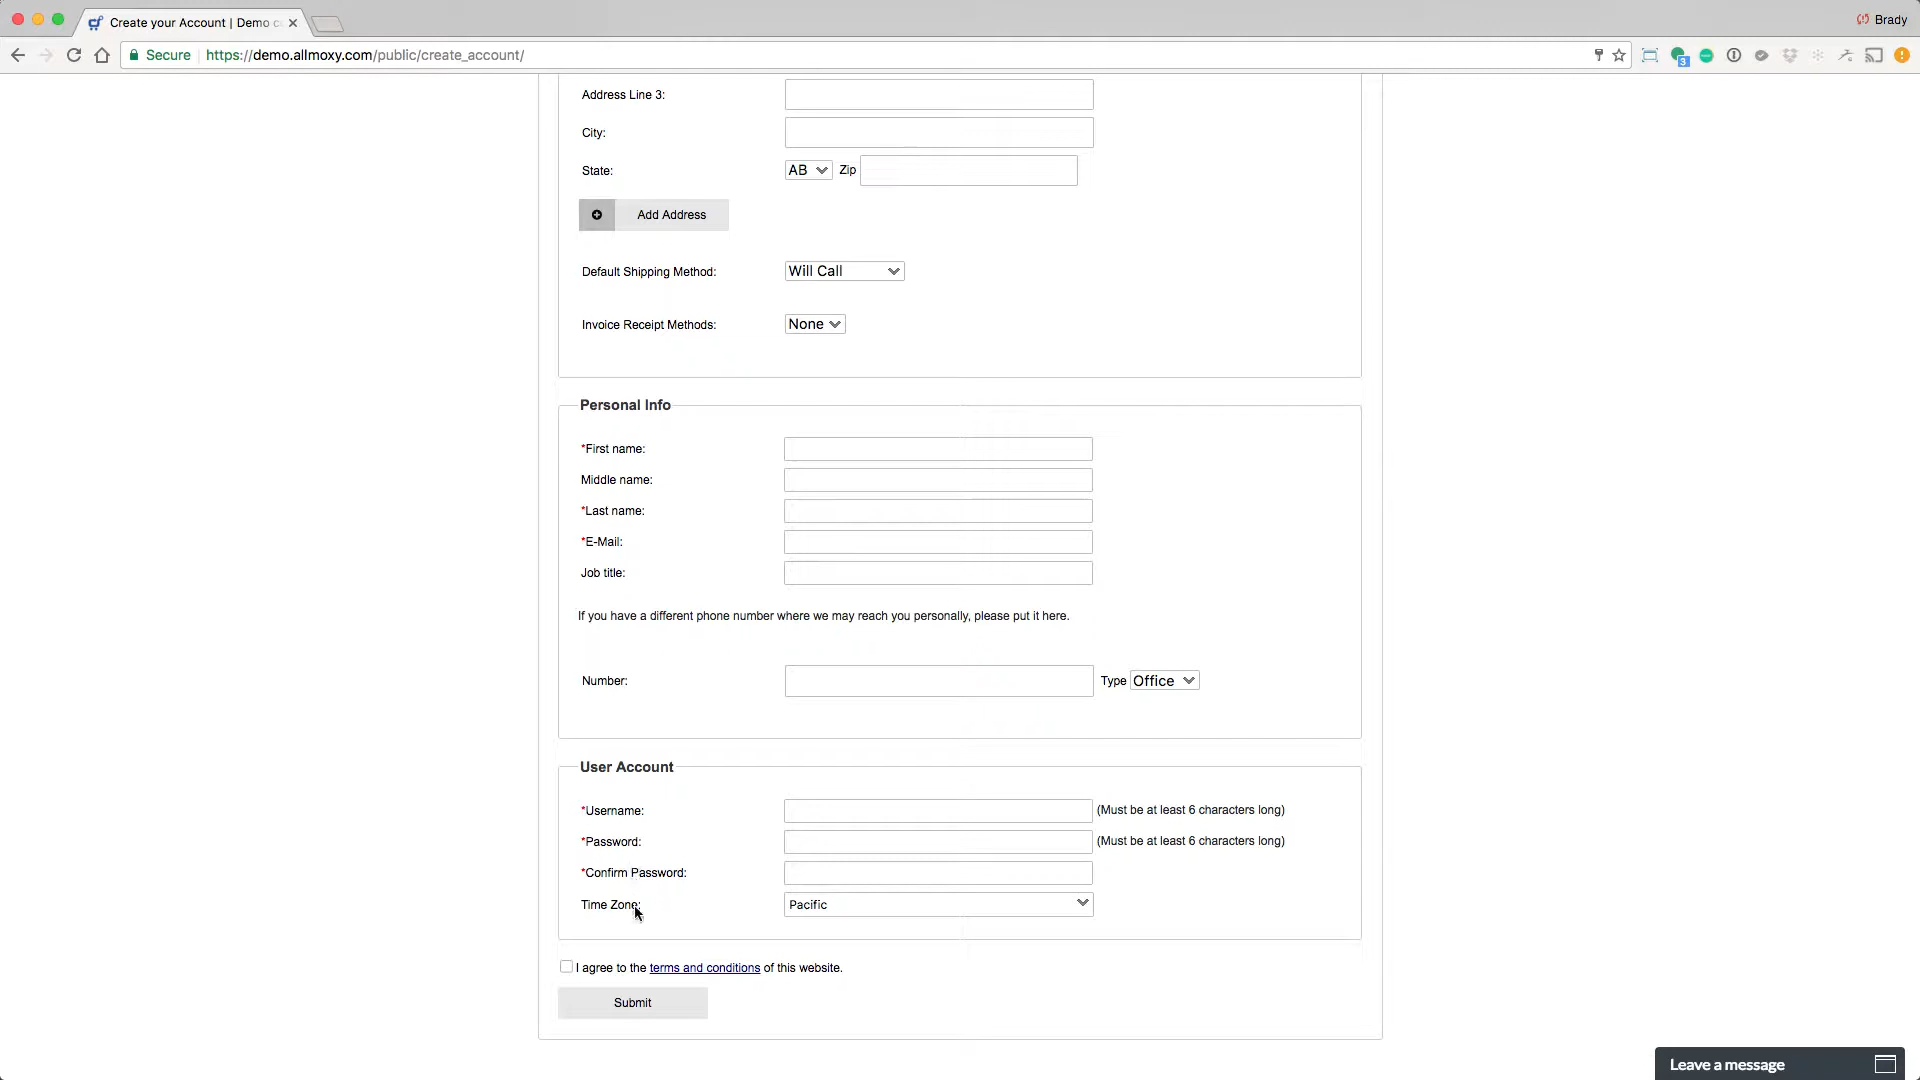 Create your Account | Demo c
Brady
Secure https://demo.allmoxy.com/public/create_account/
3
Address Line 3:
City:
State: AB Zip
Add Address
Default Shipping Method: Will Call
Invoice Receipt Methods: None
Personal Info
*First name:
Middle name:
*Last name:
*E-Mail:
Job title:
If you have a different phone number where we may reach you personally, please put it here.
Number: Type Office
User Account
*Username: (Must be at least 6 characters long)
*Password: (Must be at least 6 characters long)
*Confirm Password:
Time Zone: Pacific
I agree to the terms and conditions of this website.
Submit
Leave a message